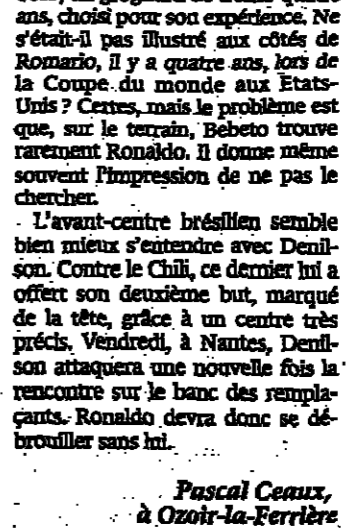 ans, choisi pour son expérience. Ne
s'était-il pas illustré aux côtés de
Romario, il y a quatre ans, lors de
la Coupe du monde aux Etats-
Unis ? Certes, mais le problème est
que, sur le terrain, Bebeto trouve
rarement Ronaldo. Il donne même
souvent l'impression de ne pas le
chercher.
L'avant-centre brésilien semble
bien mieux s'entendre avec Denil-
son. Contre le Chili, ce dernier lui a
offert son deuxième but, marqué
de la tête, grâce à un centre très
précis. Vendredi, à Nantes, Denil-
son attaquera une nouvelle fois la
rencontre sur le banc des rempla-
çants. Ronaldo devra donc se dé-
brouiller sans lui.
Pascal Ceaux,
à Ozoir-la-Ferrière